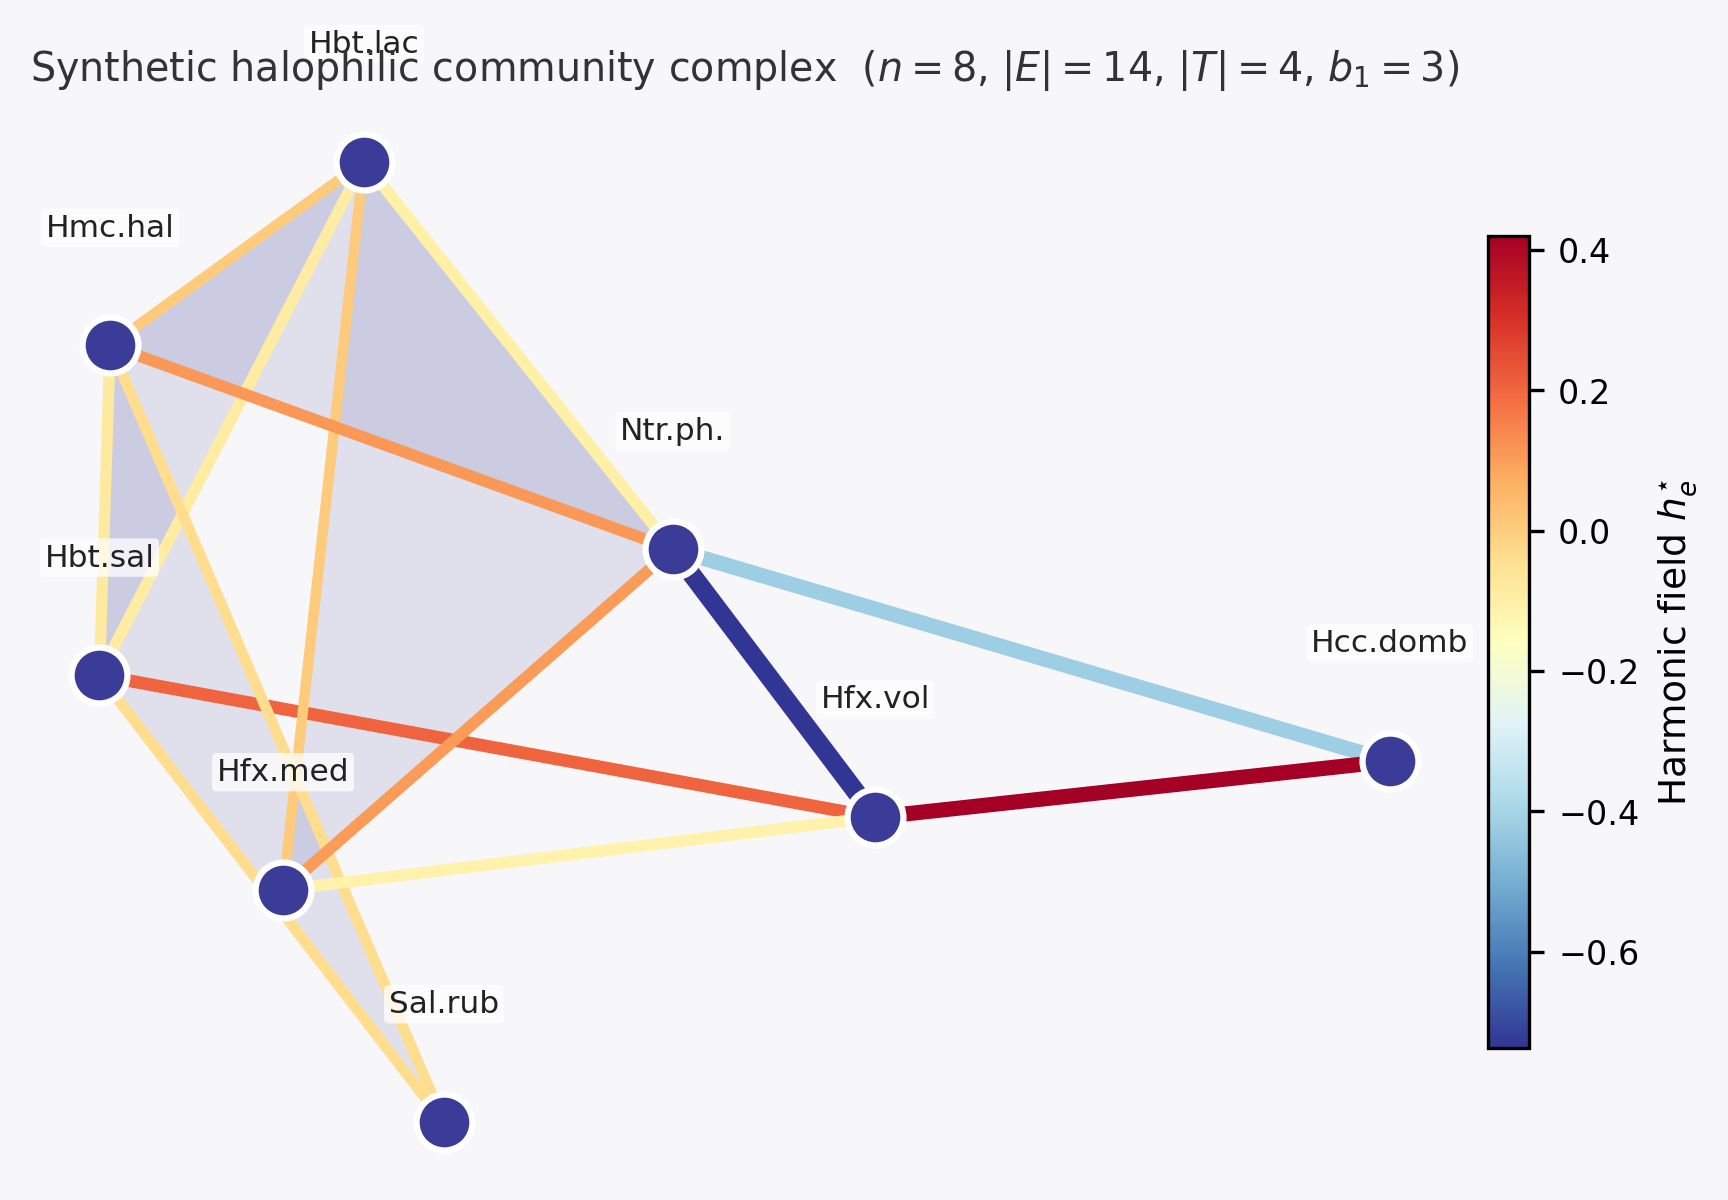 Hbt.lac
Synthetic halophilic community complex (n = 8, |E| = 14, |T| = 4, b₁ = 3)
Hmc.hal
Ntr.ph.
Hbt.sal
Hcc.domb
Hfx.vol
Hfx.med
Sal.rub
0.4
0.2
0.0
−0.2
−0.4
−0.6
Harmonic field hₑ⋆